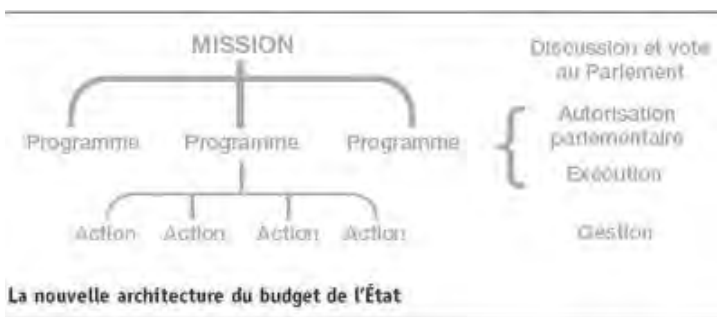 MISSION
Discussion et vote
au Parlement
Programme Programme Programme
Autorisation
parlementaire
Exécution
Action Action Action Action
Gestion
La nouvelle architecture du budget de l'État